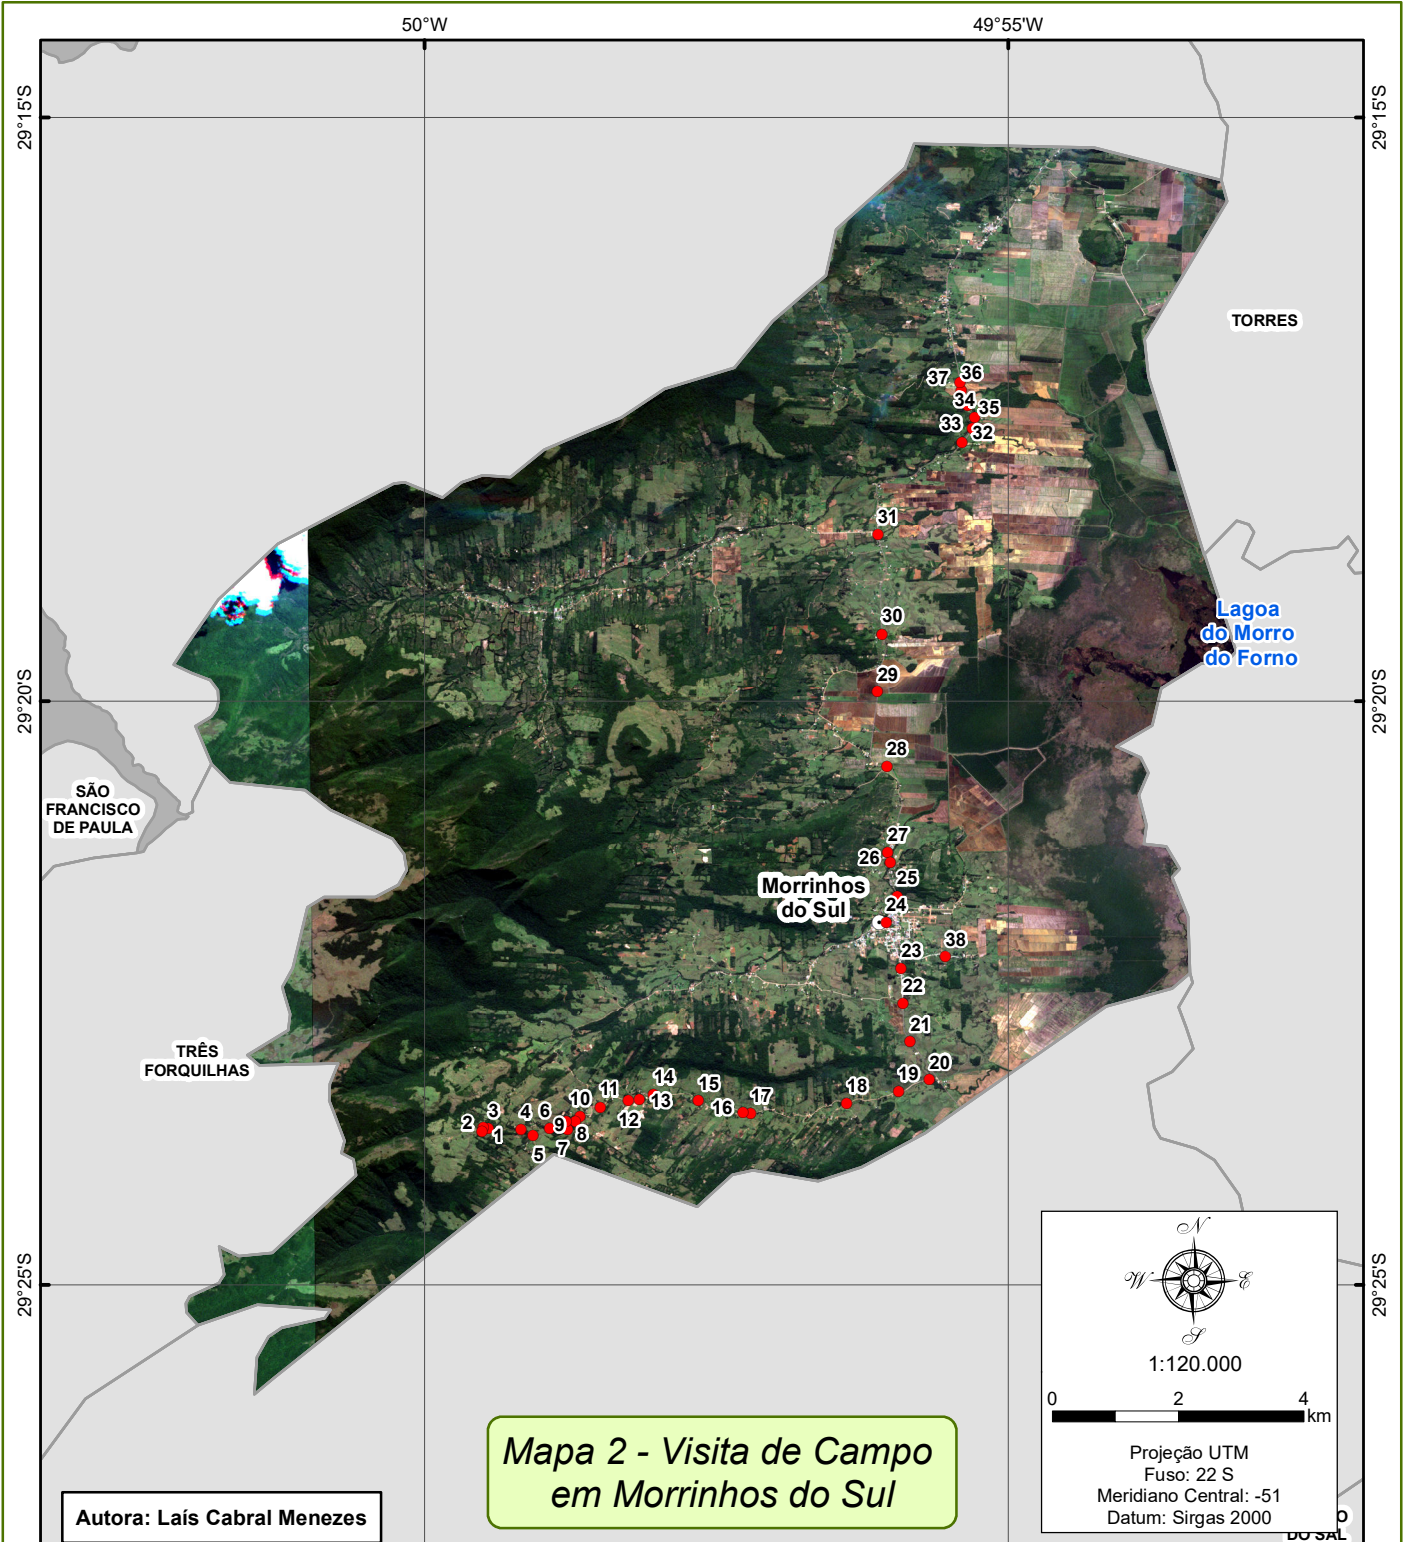 50°W
49°55'W
29°15'S
29°15'S
TORRES
37
36
34
35
33
32
31
30
Lagoa
do Morro
do Forno
29
29°20'S
29°20'S
28
SÃO
FRANCISCO
DE PAULA
27
26
25
Morrinhos
do Sul
24
38
23
22
21
TRÊS
FORQUILHAS
20
19
18
17
16
15
14
13
12
11
10
9
8
7
6
5
4
3
2
1
29°25'S
29°25'S
N
W
E
S
1:120.000
0 2 4
km
Projeção UTM
Fuso: 22 S
Meridiano Central: -51
Datum: Sirgas 2000
Mapa 2 - Visita de Campo
em Morrinhos do Sul
Autora: Laís Cabral Menezes
O
DO SAL